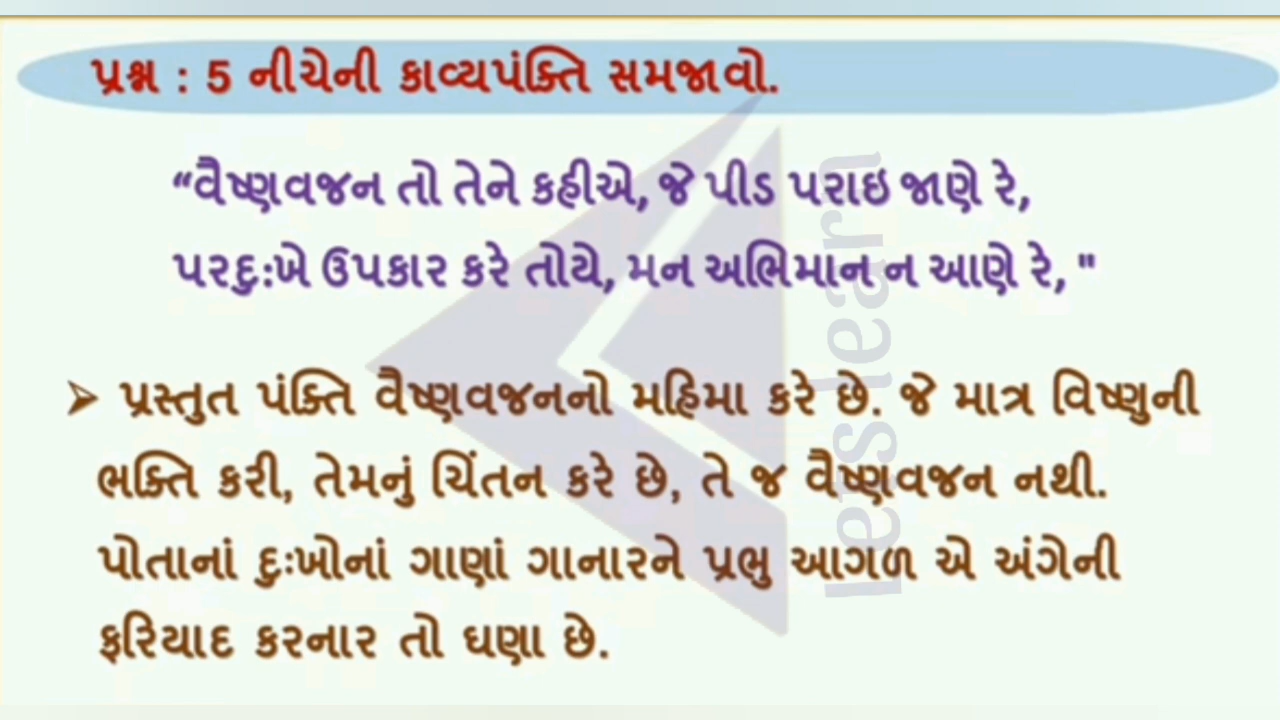 પ્રશ્ન : 5 નીચેની કાવ્યપંક્તિ સમજાવો.
“વૈષ્ણવજન તો તેને કહીએ, જે પીડ પરાઇ જાણે રે,
પરદુ:ખે ઉપકાર કરે તોયે, મન અભિમાન ન આણે રે, "
➢ પ્રસ્તુત પંક્તિ વૈષ્ણવજનનો મહિમા કરે છે. જે માત્ર વિષ્ણુની
ભક્તિ કરી, તેમનું ચિંતન કરે છે, તે જ વૈષ્ણવજન નથી.
પોતાનાં દુઃખોનાં ગાણાં ગાનારને પ્રભુ આગળ એ અંગેની
ફરિયાદ કરનાર તો ઘણા છે.
letslearn